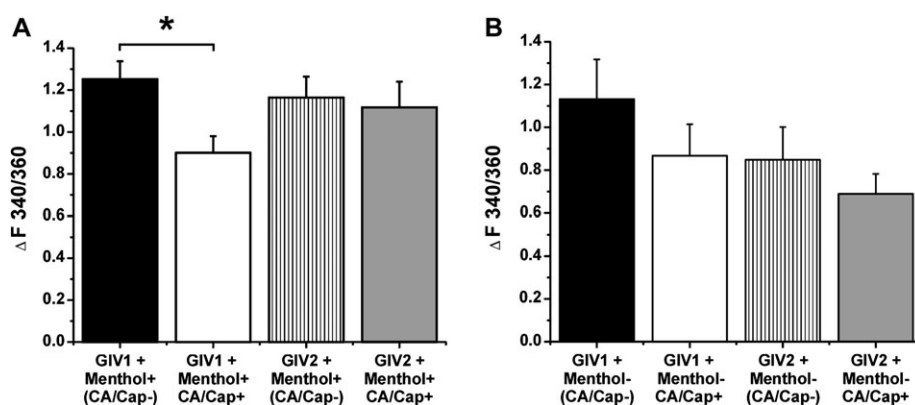 A
*
Δ F 340/360
1.4
1.2
1.0
0.8
0.6
0.4
0.2
0.0
GIV1 +
Menthol+
(CA/Cap-)
GIV1 +
Menthol+
CA/Cap+
GIV2 +
Menthol+
(CA/Cap-)
GIV2 +
Menthol+
CA/Cap+
B
Δ F 340/360
1.4
1.2
1.0
0.8
0.6
0.4
0.2
0.0
GIV1 +
Menthol-
(CA/Cap-)
GIV1 +
Menthol-
CA/Cap+
GIV2 +
Menthol-
(CA/Cap-)
GIV2 +
Menthol-
CA/Cap+